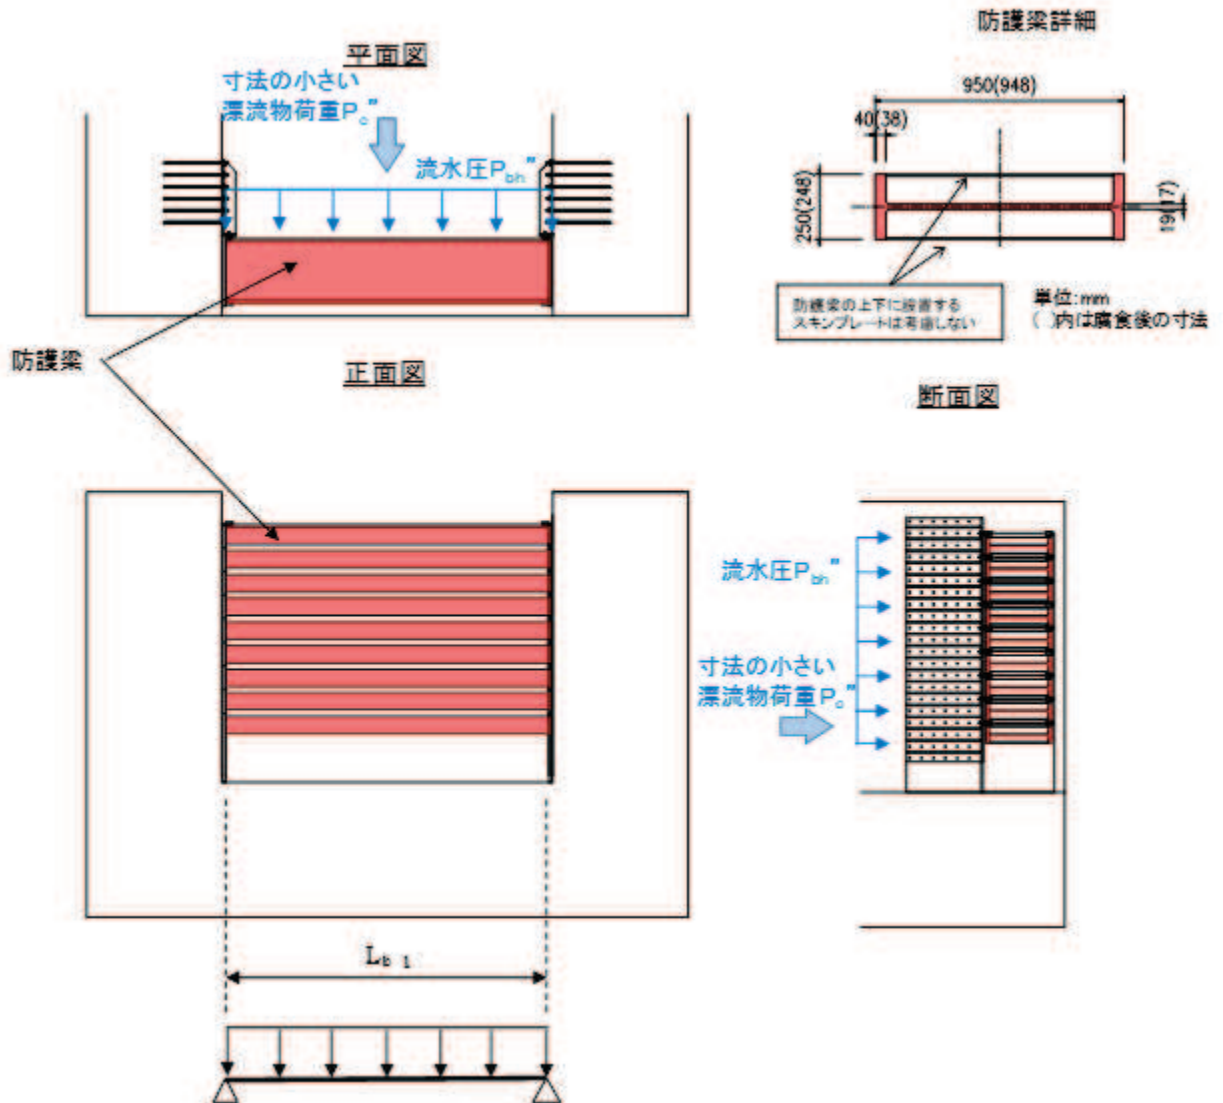 防護梁詳細
平面図
寸法の小さい
漂流物荷重Pc"
流水圧Pbh"
950(948)
40(38)
250(248)
19(17)
防護梁の上下に設置する
スキンプレートは考慮しない
単位:mm
( )内は腐食後の寸法
防護梁
正面図
断面図
流水圧Pbh"
寸法の小さい
漂流物荷重Pc"
Lb1